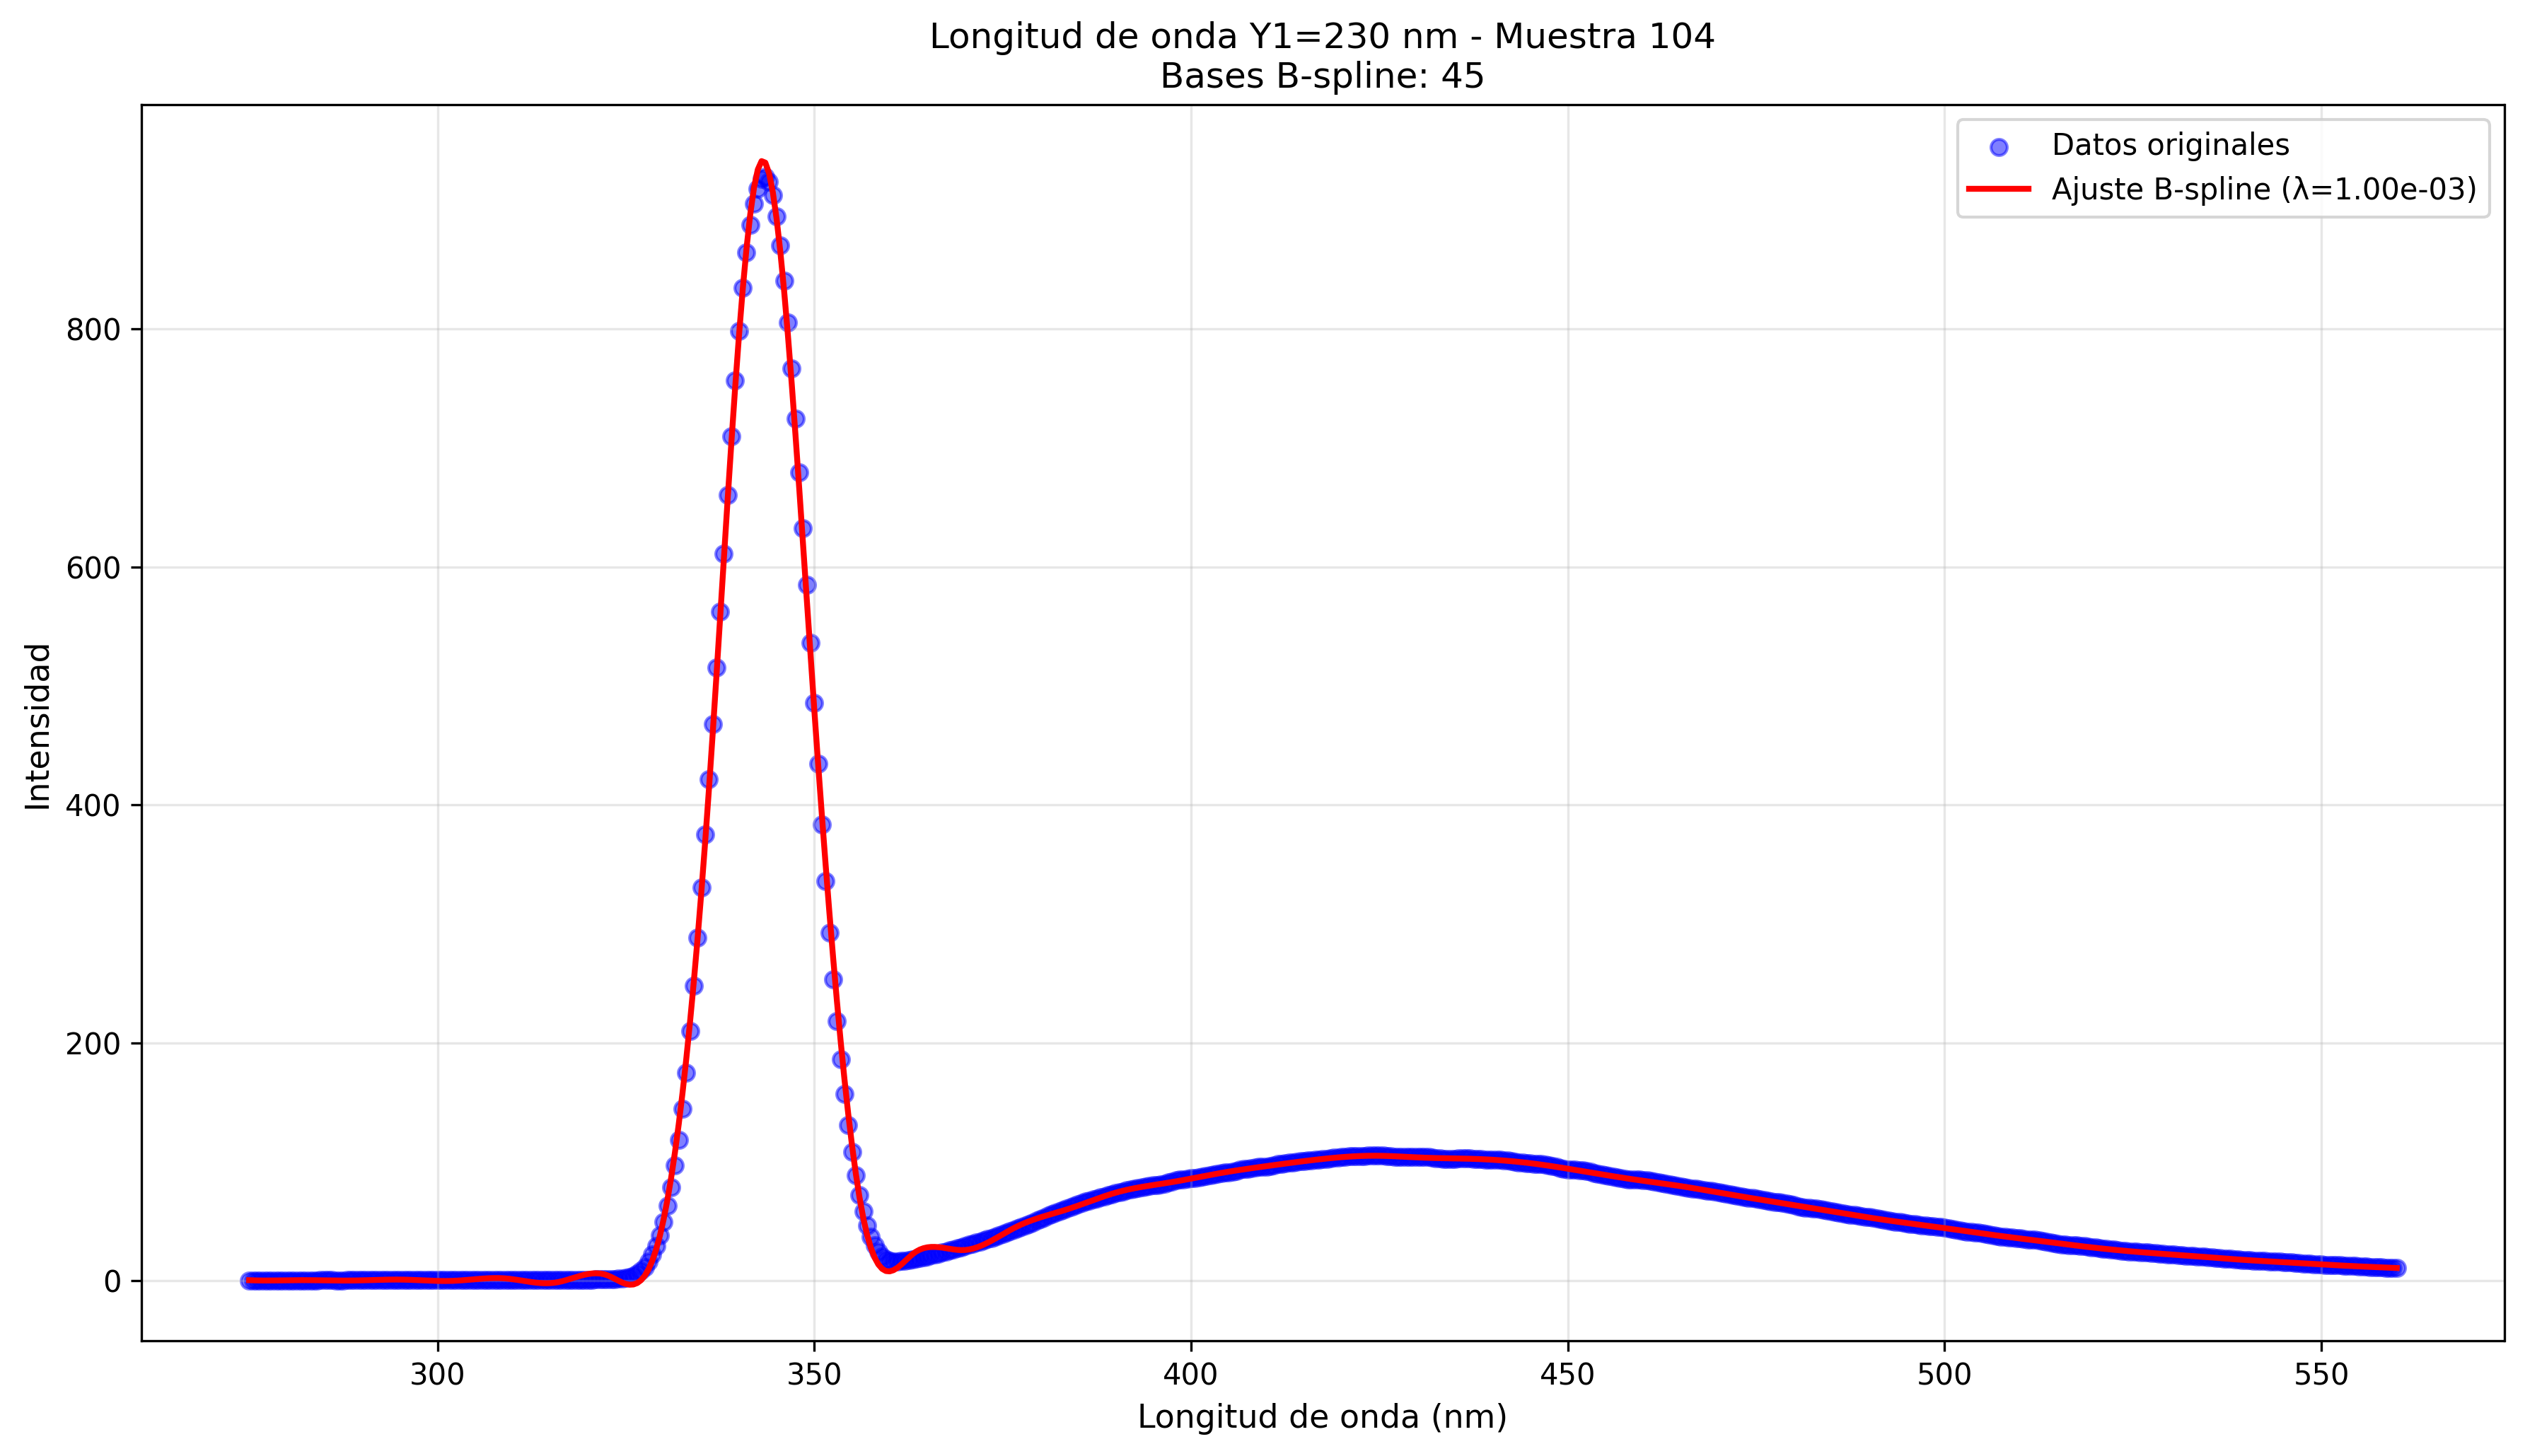 Longitud de onda Y1=230 nm - Muestra 104
Bases B-spline: 45
Datos originales
Ajuste B-spline (λ=1.00e-03)
Intensidad
800
600
400
200
0
300 350 400 450 500 550
Longitud de onda (nm)